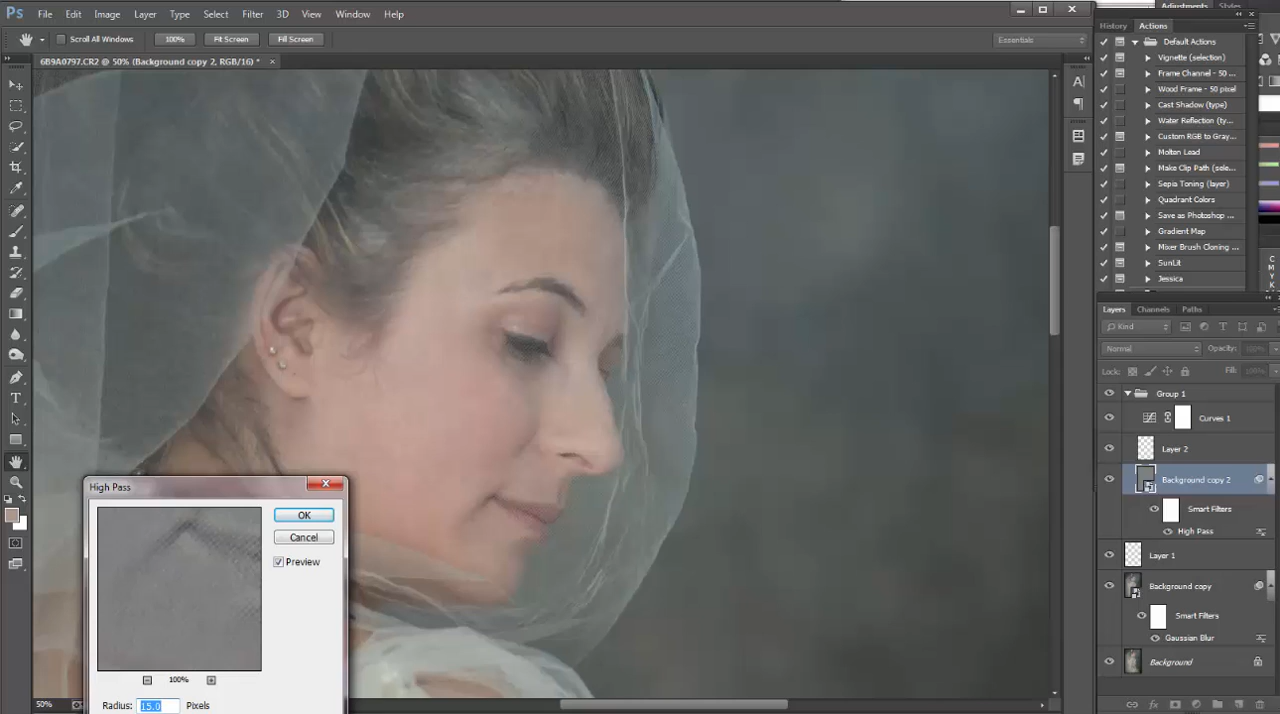 Ps File Edit Image Layer Type Select Filter 3D View Window Help
Adjustments Styles
Scroll All Windows 100% Fit Screen Fill Screen Essentials
History Actions
6B9A0797.CR2 @ 50% (Background copy 2, RGB/16) * ×
Default Actions
Vignette (selection)
Frame Channel - 50 ...
Wood Frame - 50 pixel
Cast Shadow (type)
Water Reflection (ty...
Custom RGB to Gray...
Molten Lead
Make Clip Path (sele...
Sepia Toning (layer)
Quadrant Colors
Save as Photoshop ...
Gradient Map
Mixer Brush Cloning ...
SunLit
Jessica
C
M
Y
K
Layers Channels Paths
Kind
Normal Opacity: 100%
Lock: Fill: 100%
Group 1
Curves 1
Layer 2
Background copy 2
Smart Filters
High Pass
Layer 1
Background copy
Smart Filters
Gaussian Blur
Background
High Pass
OK
Cancel
Preview
100%
Radius: 15.0 Pixels
50%